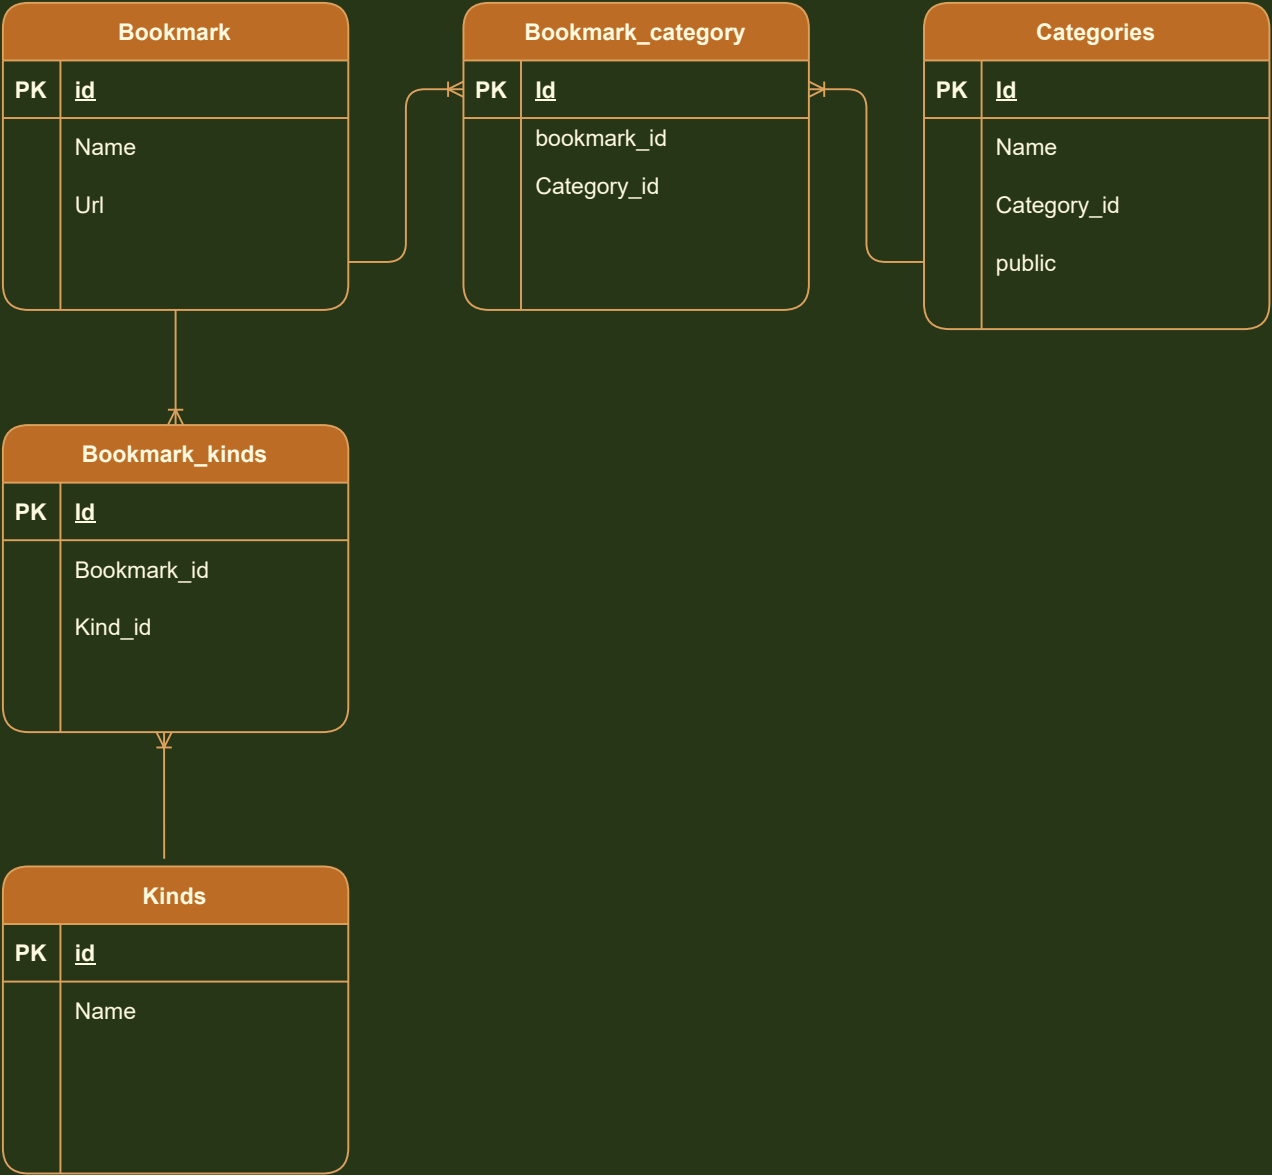 Bookmark
PK id
Name
Url
Bookmark_category
PK Id
bookmark_id
Category_id
Categories
PK Id
Name
Category_id
public
Bookmark_kinds
PK Id
Bookmark_id
Kind_id
Kinds
PK id
Name